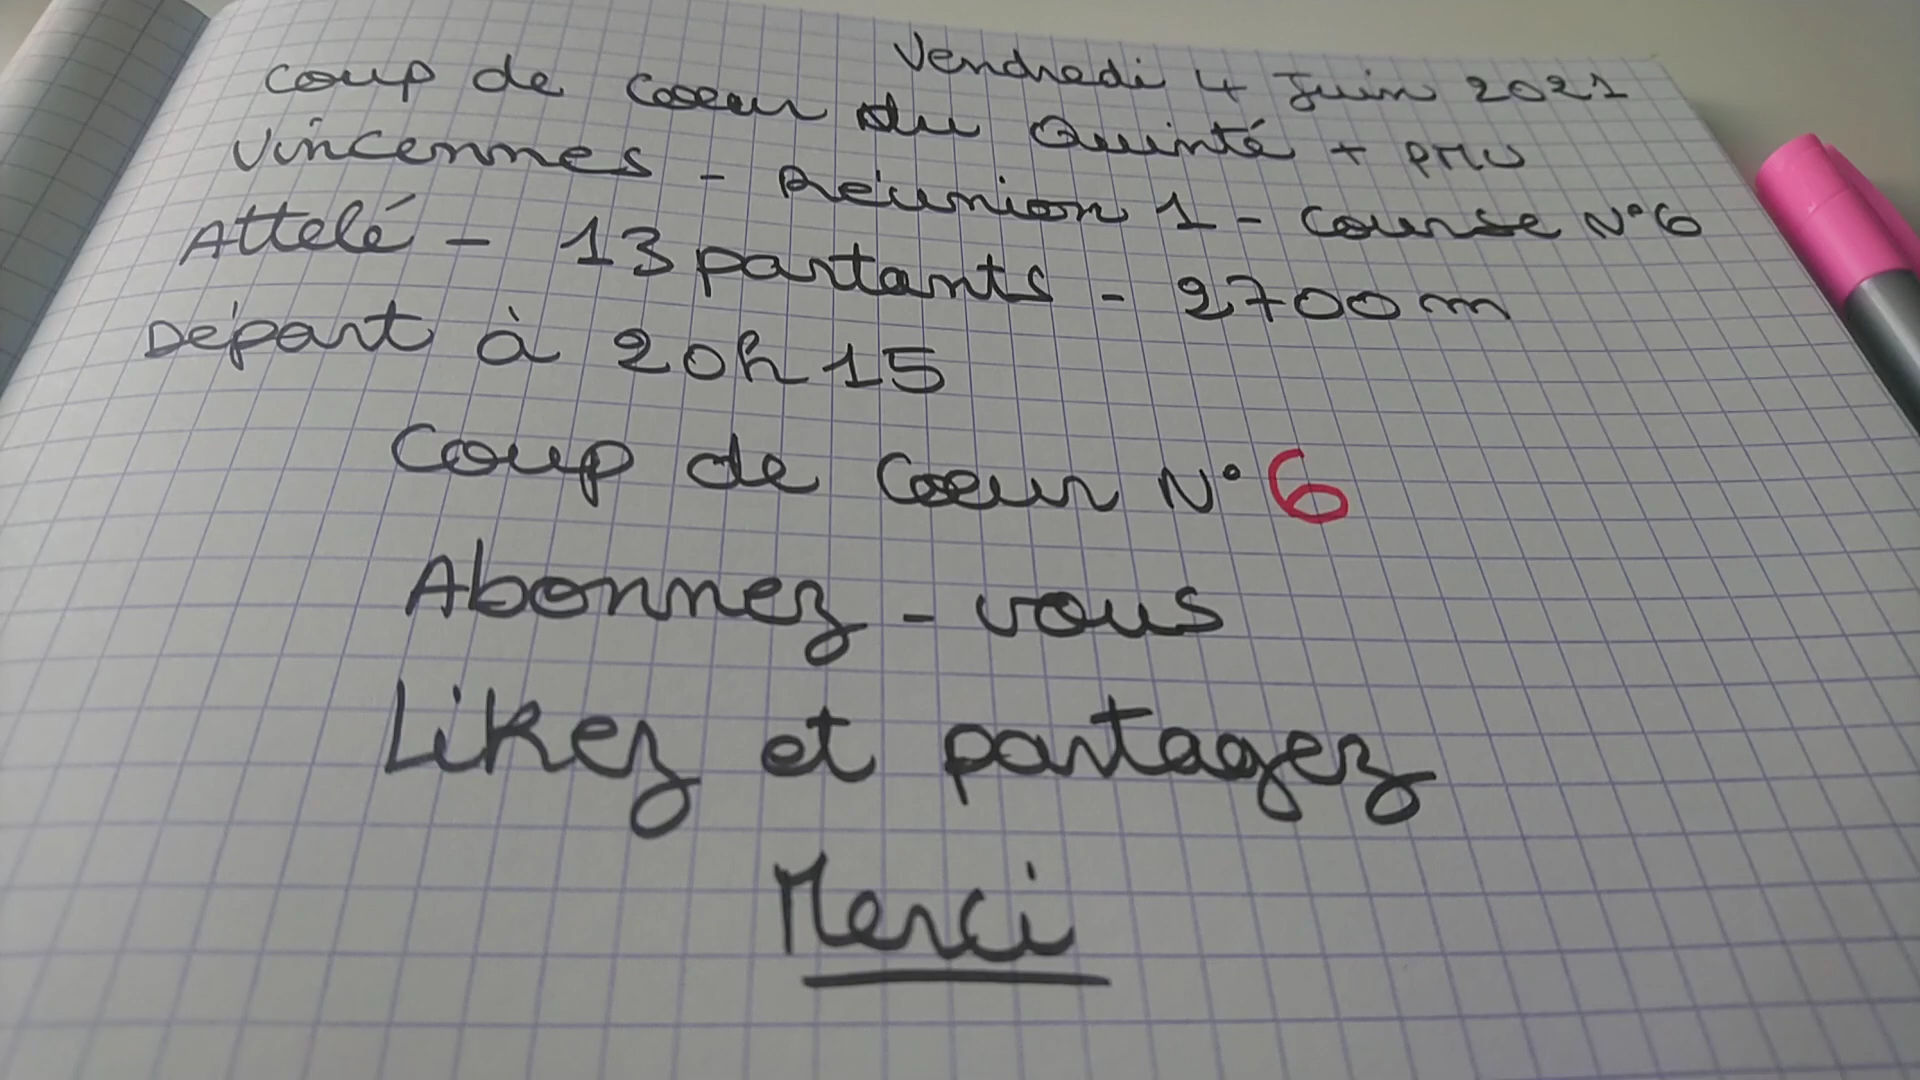 Vendredi 4 Juin 2021
Coup de Coeur du Quinté + PMU
Vincennes - Réunion 1 - Course N°6
Attelé - 13 partants - 2700 m
Départ à 20h15
Coup de Coeur N° 6
Abonnez-vous
Likez et partagez
Merci